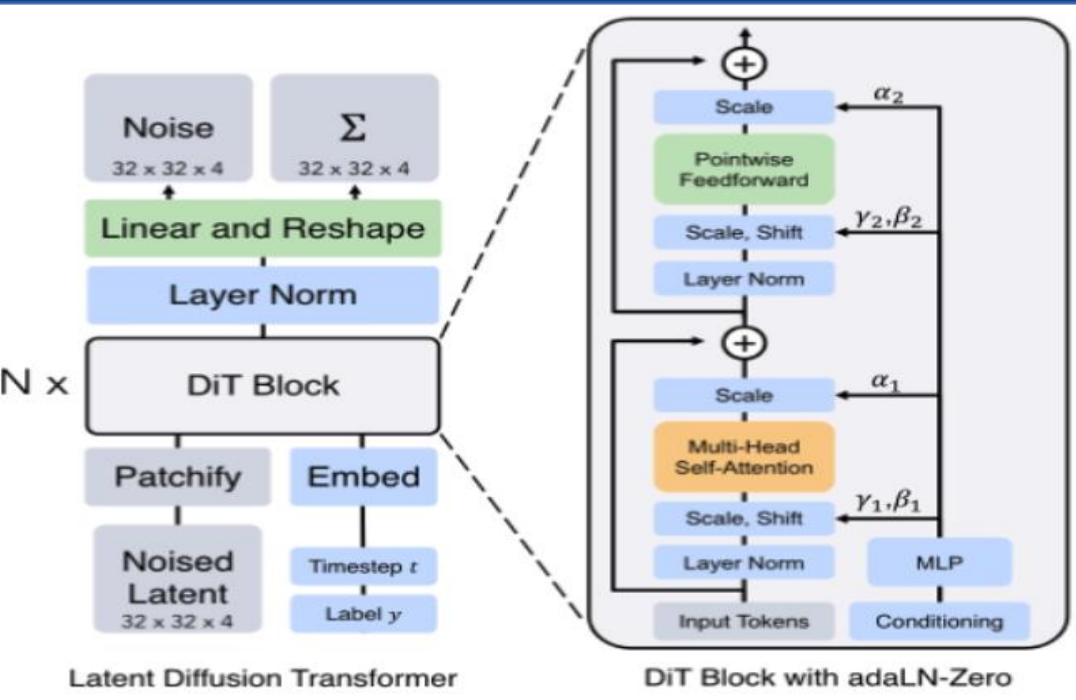 Noise
32 x 32 x 4
Σ
32 x 32 x 4
Linear and Reshape
Layer Norm
N x
DiT Block
Patchify
Embed
Noised
Latent
32 x 32 x 4
Timestep t
Label y
Latent Diffusion Transformer
+
Scale
α₂
Pointwise
Feedforward
Scale, Shift
γ₂,β₂
Layer Norm
+
Scale
α₁
Multi-Head
Self-Attention
Scale, Shift
γ₁,β₁
Layer Norm
MLP
Input Tokens
Conditioning
DiT Block with adaLN-Zero